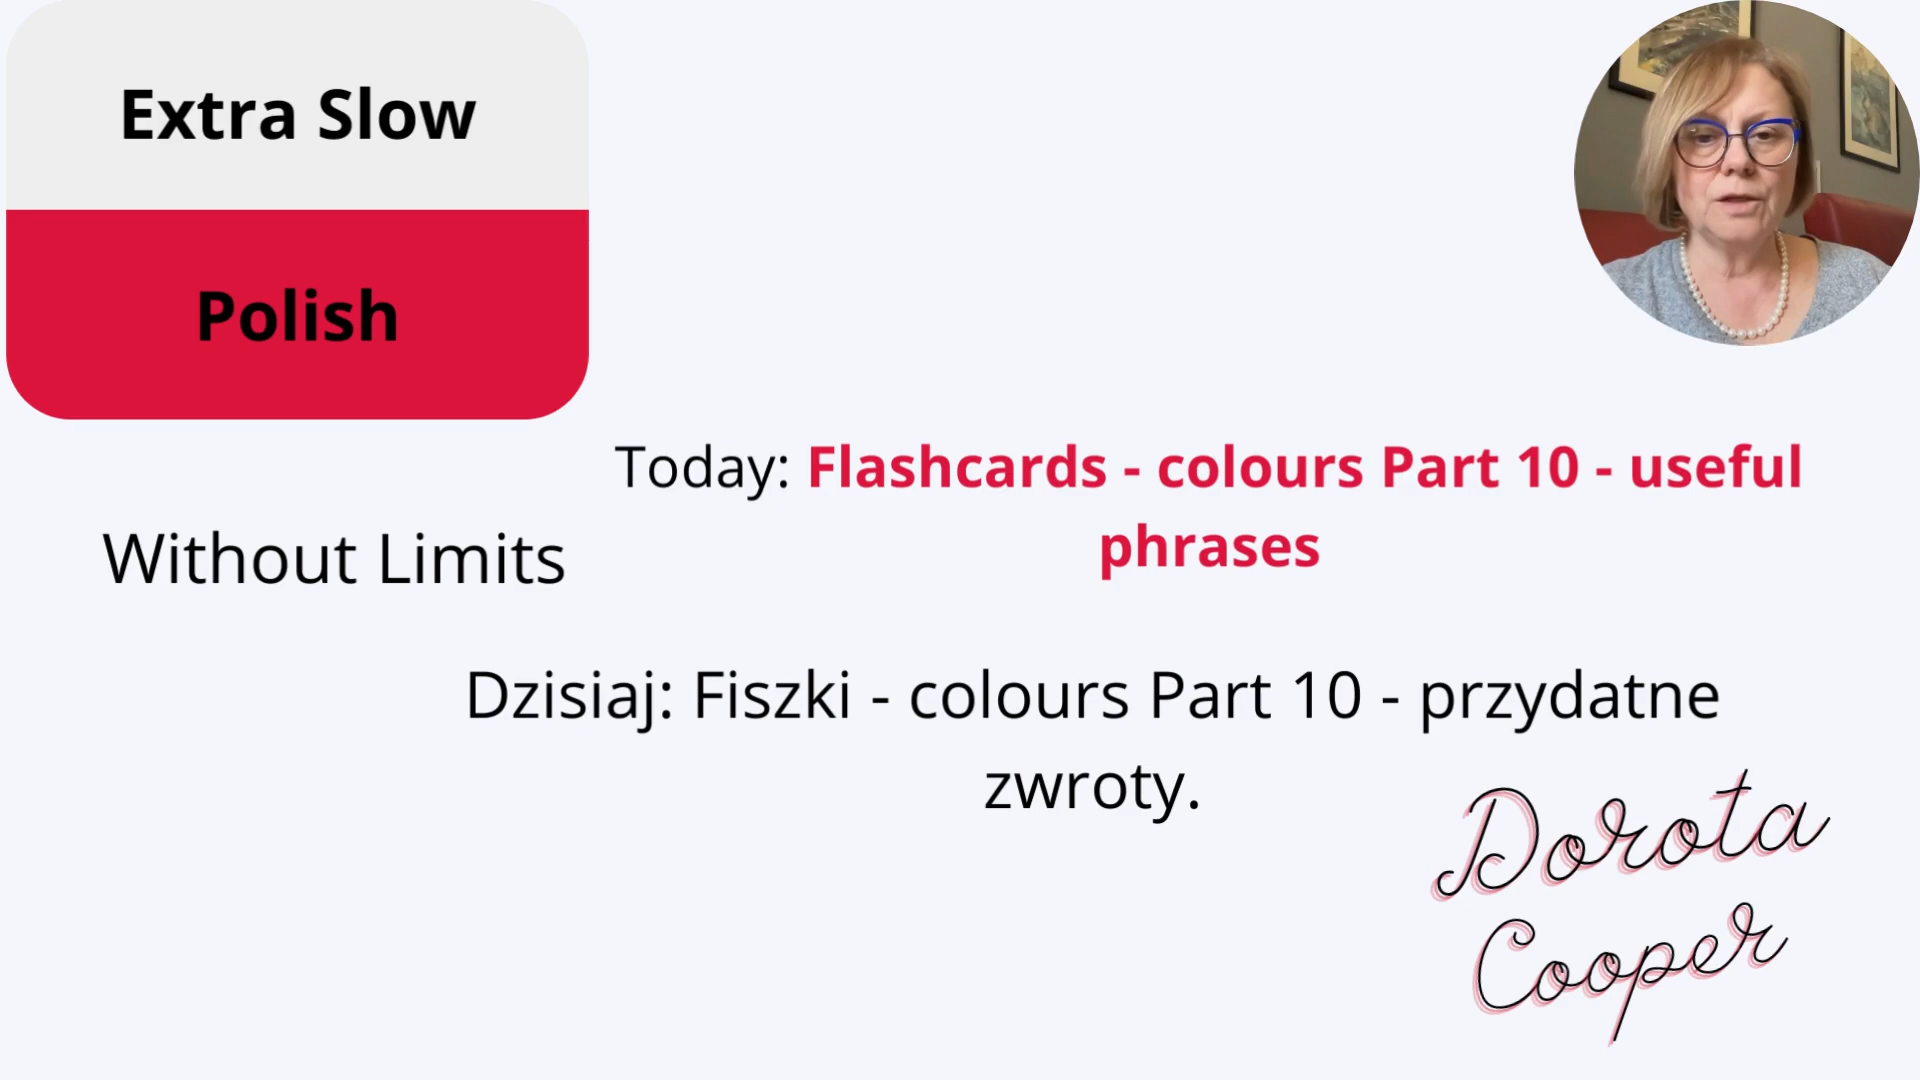 Extra Slow
Polish
Today: Flashcards - colours Part 10 - useful
phrases
Without Limits
Dzisiaj: Fiszki - colours Part 10 - przydatne
zwroty.
Dorota
Cooper